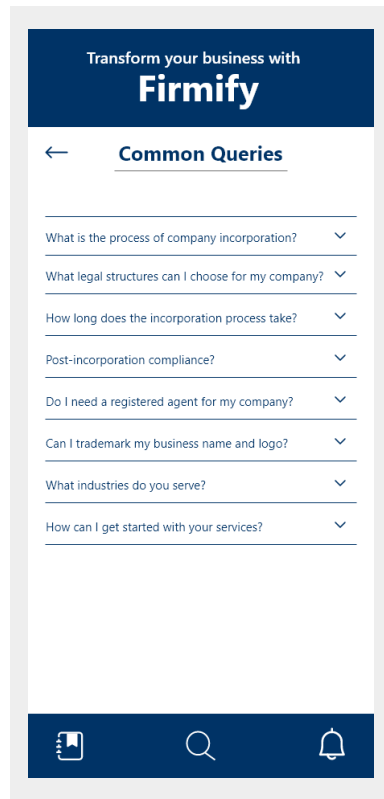 Transform your business with
Firmify
Common Queries
What is the process of company incorporation?
What legal structures can I choose for my company?
How long does the incorporation process take?
Post-incorporation compliance?
Do I need a registered agent for my company?
Can I trademark my business name and logo?
What industries do you serve?
How can I get started with your services?